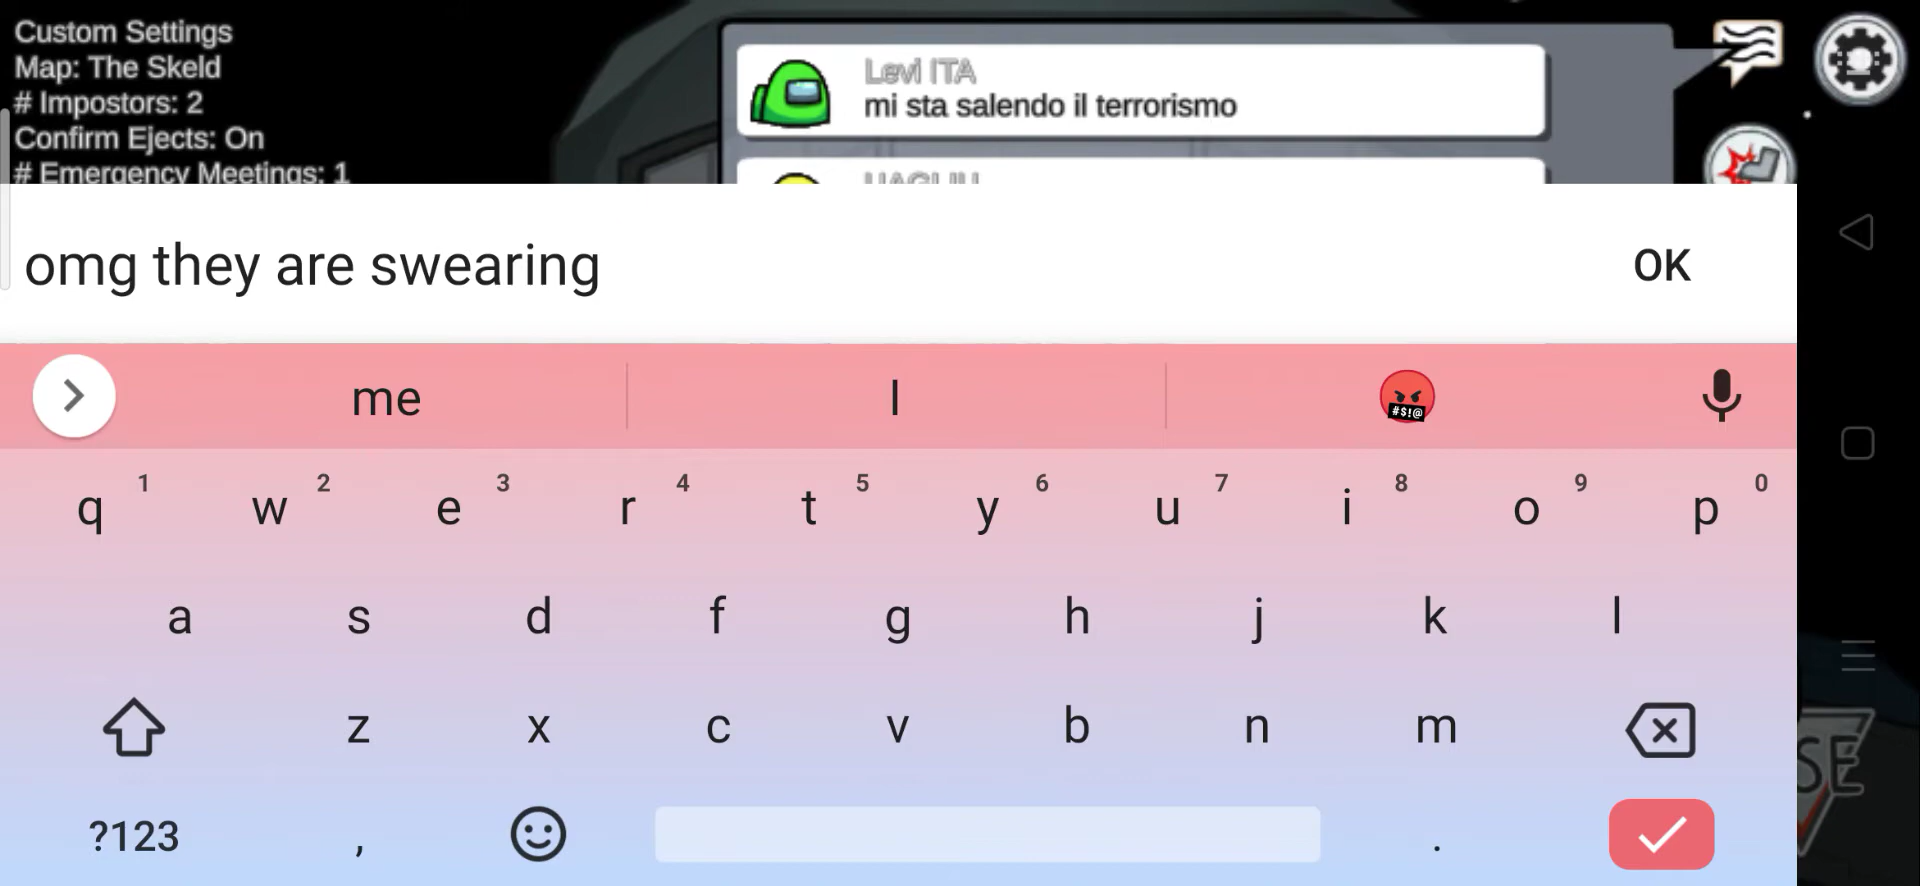 Custom Settings
Map: The Skeld
# Impostors: 2
Confirm Ejects: On
# Emergency Meetings: 1
Levi ITA
mi sta salendo il terrorismo
omg they are swearing
OK
me
I
#$!@
1 2 3 4 5 6 7 8 9 0
q w e r t y u i o p
a s d f g h j k l
z x c v b n m
?123 , .
SE